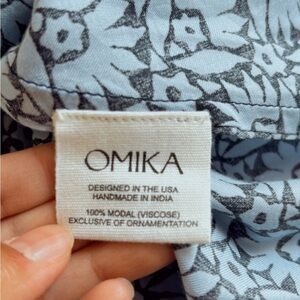 OMIKA
DESIGNED IN THE USA
HANDMADE IN INDIA
100% MODAL (VISCOSE)
EXCLUSIVE OF ORNAMENTATION